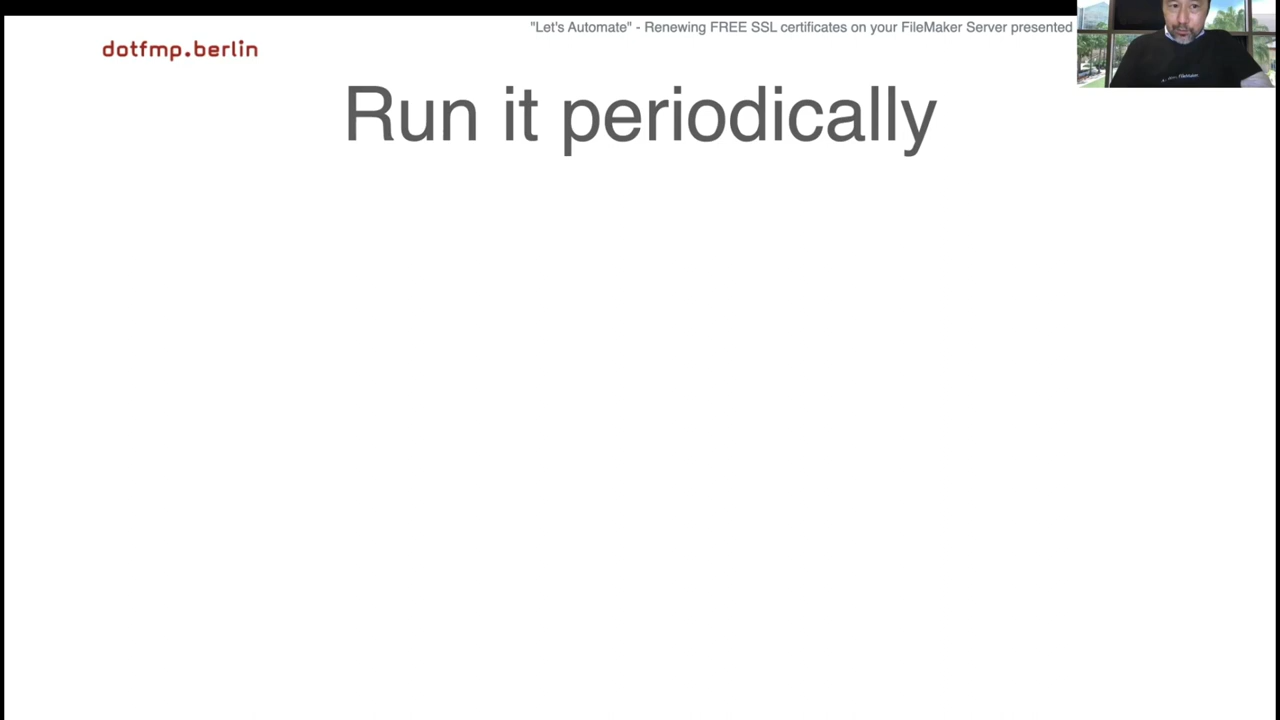 "Let's Automate" - Renewing FREE SSL certificates on your FileMaker Server presented
dotfmp.berlin
Run it periodically